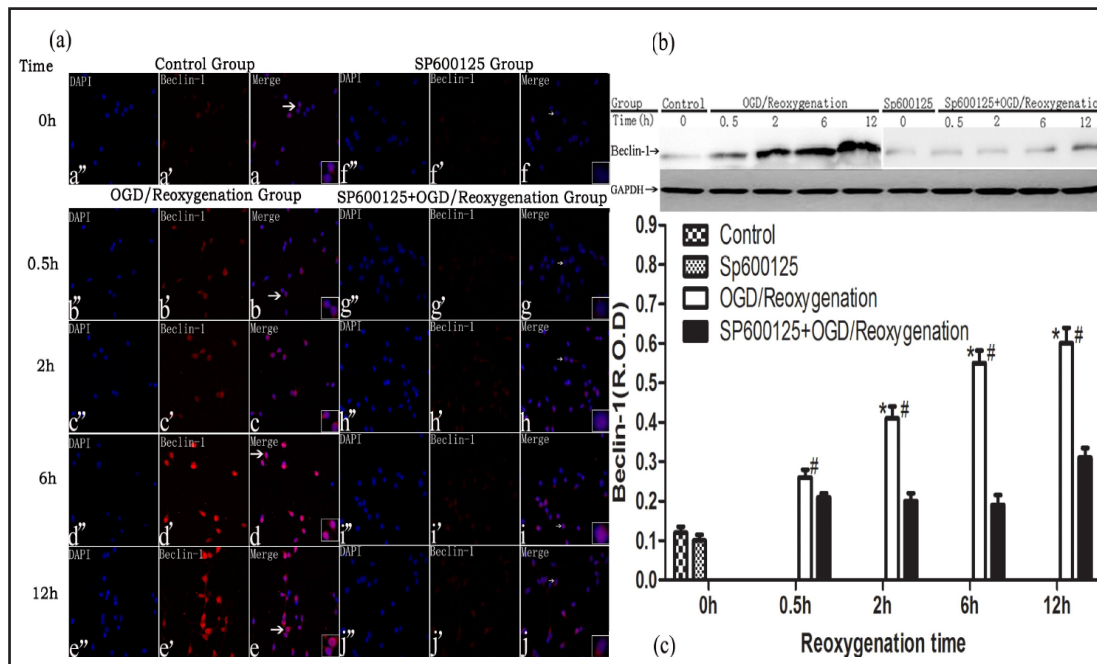 (a)
Time
Control Group SP600125 Group
DAPI Beclin-1 Merge DAPI Beclin-1 Merge
0h
a" a' a f" f' f
OGD/Reoxygenation Group SP600125+OGD/Reoxygenation Group
DAPI Beclin-1 Merge DAPI Beclin-1 Merge
0.5h
b" b' b g" g' g
DAPI Beclin-1 Merge DAPI Beclin-1 Merge
2h
c" c' c h" h' h
DAPI Beclin-1 Merge DAPI Beclin-1 Merge
6h
d" d' d i" i' i
DAPI Beclin-1 Merge DAPI Beclin-1 Merge
12h
e" e' e j" j' j
(b)
Group Control OGD/Reoxygenation Sp600125 Sp600125+OGD/Reoxygenatio
Time(h) 0 0.5 2 6 12 0 0.5 2 6 12
Beclin-1→
GAPDH→
Control
Sp600125
OGD/Reoxygenation
SP600125+OGD/Reoxygenation
Beclin-1(R.O.D)
0.9
0.8
0.7
0.6
0.5
0.4
0.3
0.2
0.1
0.0
#
*#
*#
*#
0h 0.5h 2h 6h 12h
Reoxygenation time
(c)